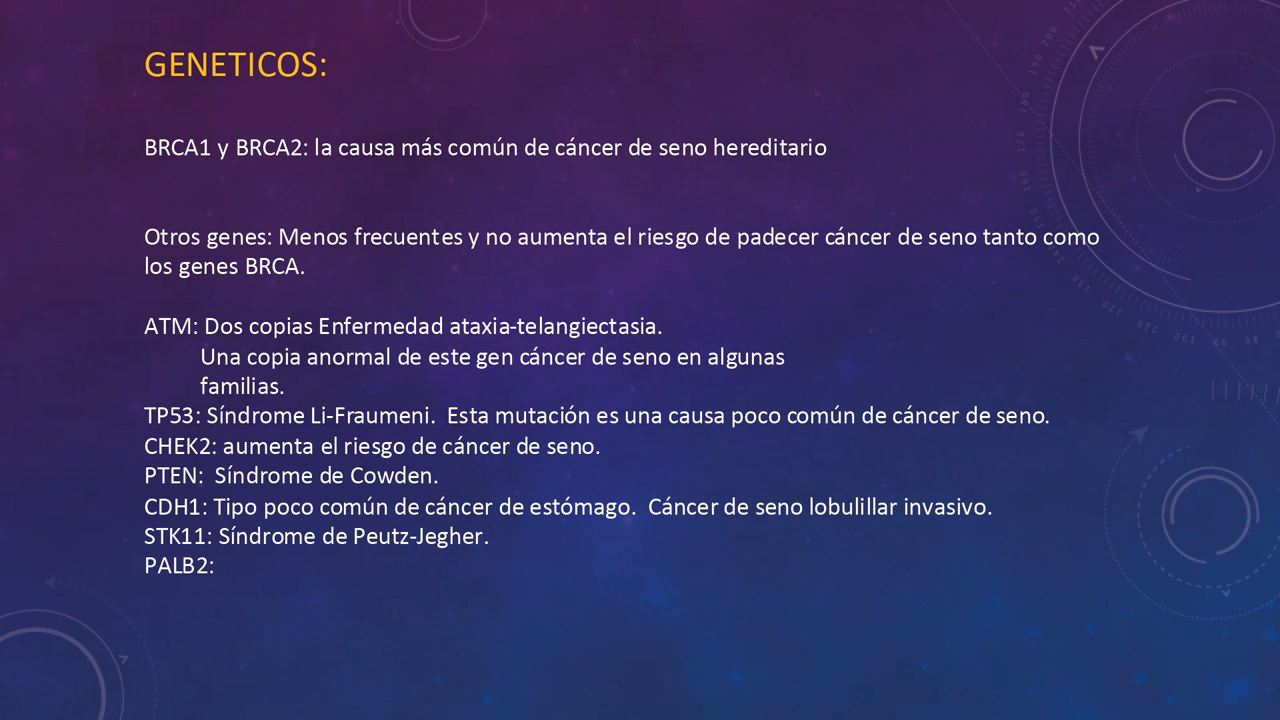 GENETICOS:
BRCA1 y BRCA2: la causa más común de cáncer de seno hereditario
Otros genes: Menos frecuentes y no aumenta el riesgo de padecer cáncer de seno tanto como
los genes BRCA.
ATM: Dos copias Enfermedad ataxia-telangiectasia.
Una copia anormal de este gen cáncer de seno en algunas
familias.
TP53: Síndrome Li-Fraumeni.  Esta mutación es una causa poco común de cáncer de seno.
CHEK2: aumenta el riesgo de cáncer de seno.
PTEN:  Síndrome de Cowden.
CDH1: Tipo poco común de cáncer de estómago.  Cáncer de seno lobulillar invasivo.
STK11: Síndrome de Peutz-Jegher.
PALB2: